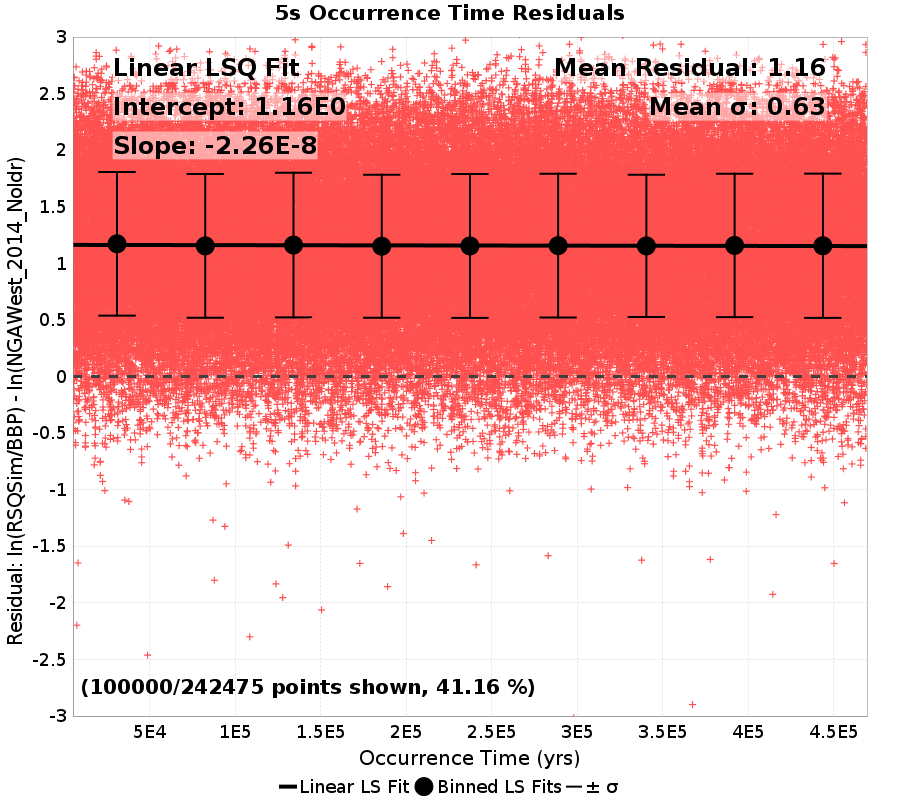 5s Occurrence Time Residuals
Linear LSQ Fit
Mean Residual: 1.16
Intercept: 1.16E0
Mean σ: 0.63
Slope: -2.26E-8
(100000/242475 points shown, 41.16 %)
Residual: ln(RSQSim/BBP) - ln(NGAWest_2014_NoIdr)
3
2.5
2
1.5
1
0.5
0
-0.5
-1
-1.5
-2
-2.5
-3
5E4 1E5 1.5E5 2E5 2.5E5 3E5 3.5E5 4E5 4.5E5
Occurrence Time (yrs)
Linear LS Fit Binned LS Fits ± σ